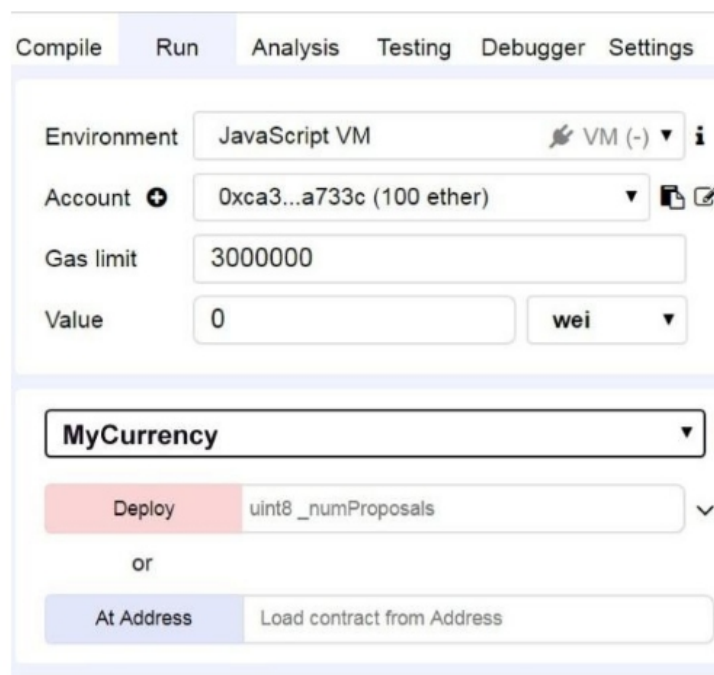 Compile Run Analysis Testing Debugger Settings
Environment JavaScript VM VM (-)
Account 0xca3...a733c (100 ether)
Gas limit 3000000
Value 0 wei
MyCurrency
Deploy uint8 _numProposals
or
At Address Load contract from Address